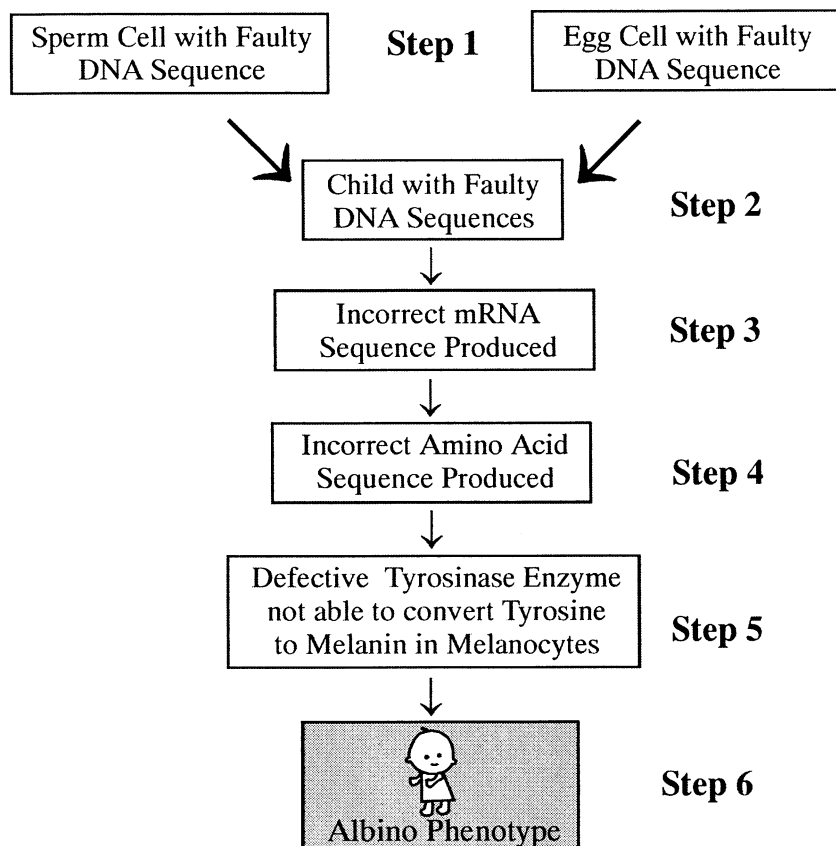 Sperm Cell with Faulty
DNA Sequence
Step 1
Egg Cell with Faulty
DNA Sequence
Child with Faulty
DNA Sequences
Step 2
Incorrect mRNA
Sequence Produced
Step 3
Incorrect Amino Acid
Sequence Produced
Step 4
Defective Tyrosinase Enzyme
not able to convert Tyrosine
to Melanin in Melanocytes
Step 5
Albino Phenotype
Step 6